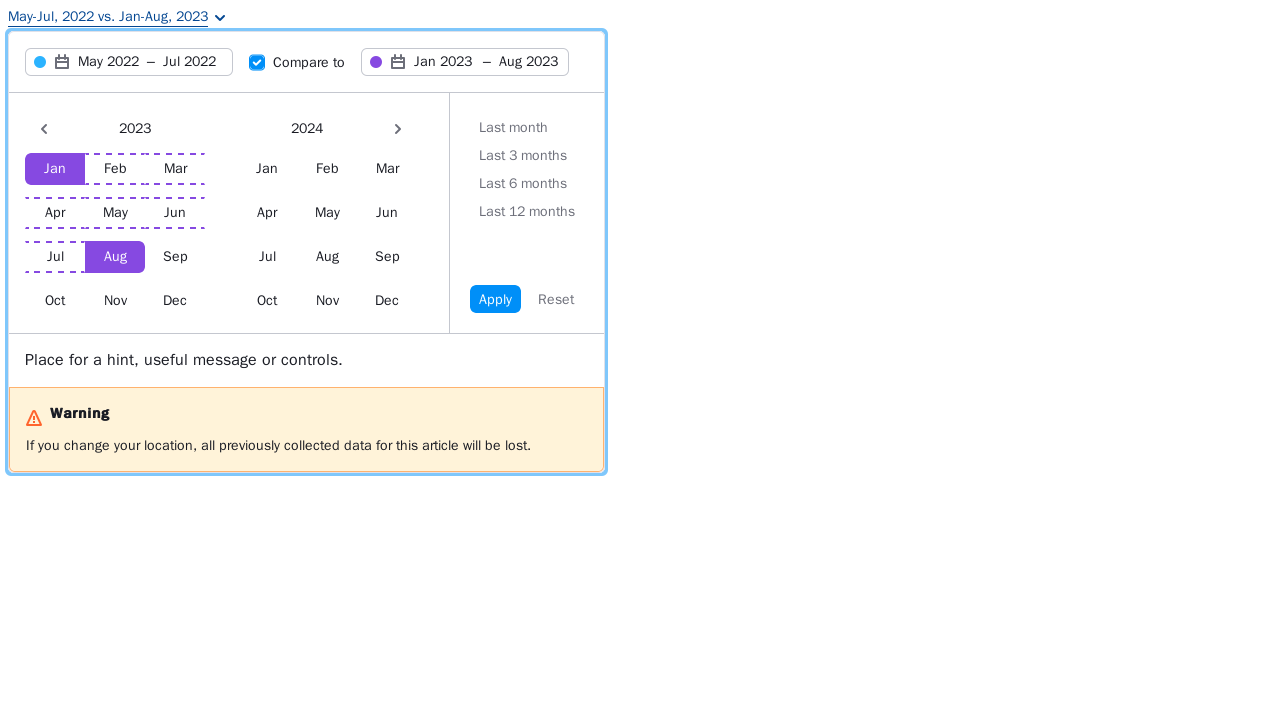 May-Jul, 2022 vs. Jan-Aug, 2023
May 2022 – Jul 2022 Compare to Jan 2023 – Aug 2023
2023 2024
Jan Feb Mar Jan Feb Mar
Apr May Jun Apr May Jun
Jul Aug Sep Jul Aug Sep
Oct Nov Dec Oct Nov Dec
Last month
Last 3 months
Last 6 months
Last 12 months
Apply Reset
Place for a hint, useful message or controls.
Warning
If you change your location, all previously collected data for this article will be lost.